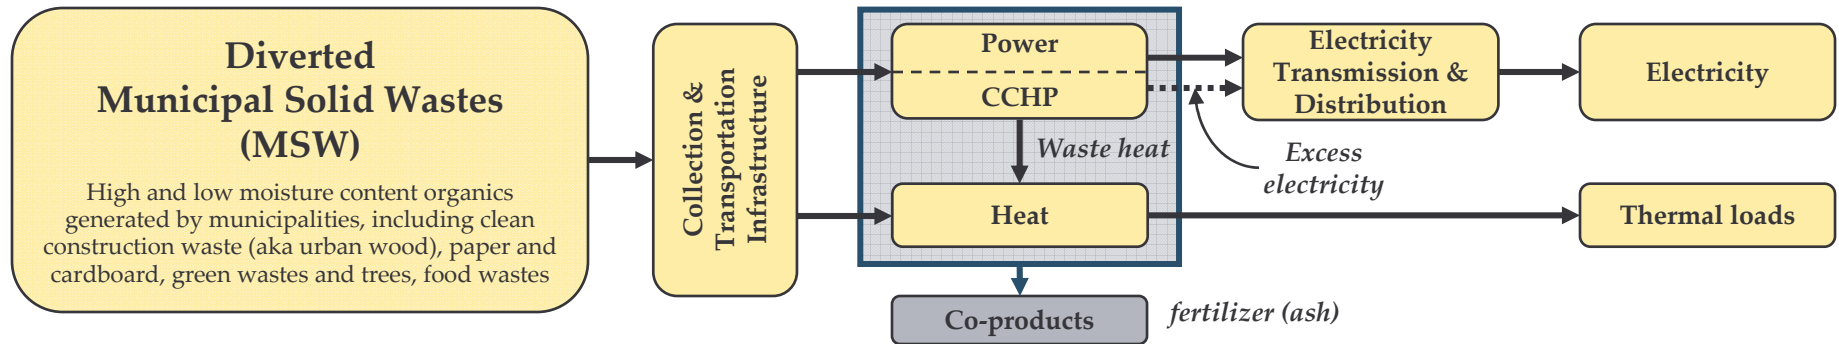 Diverted
Municipal Solid Wastes
(MSW)
High and low moisture content organics
generated by municipalities, including clean
construction waste (aka urban wood), paper and
cardboard, green wastes and trees, food wastes
Collection &
Transportation
Infrastructure
Power
CCHP
Waste heat
Heat
Co-products
fertilizer (ash)
Electricity
Transmission &
Distribution
Excess
electricity
Electricity
Thermal loads